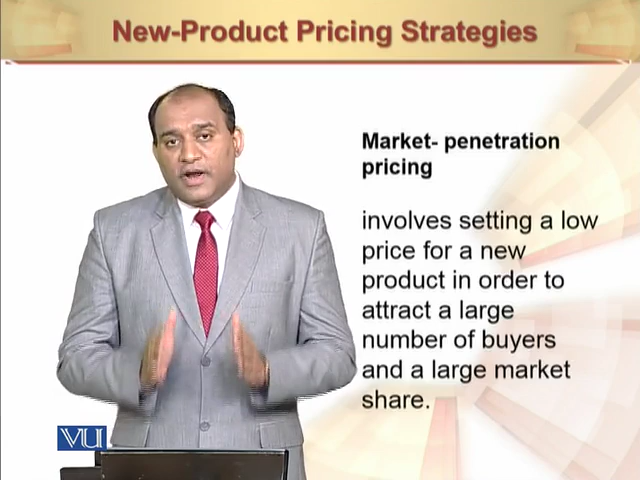 New-Product Pricing Strategies
Market- penetration
pricing
involves setting a low
price for a new
product in order to
attract a large
number of buyers
and a large market
share.
VU